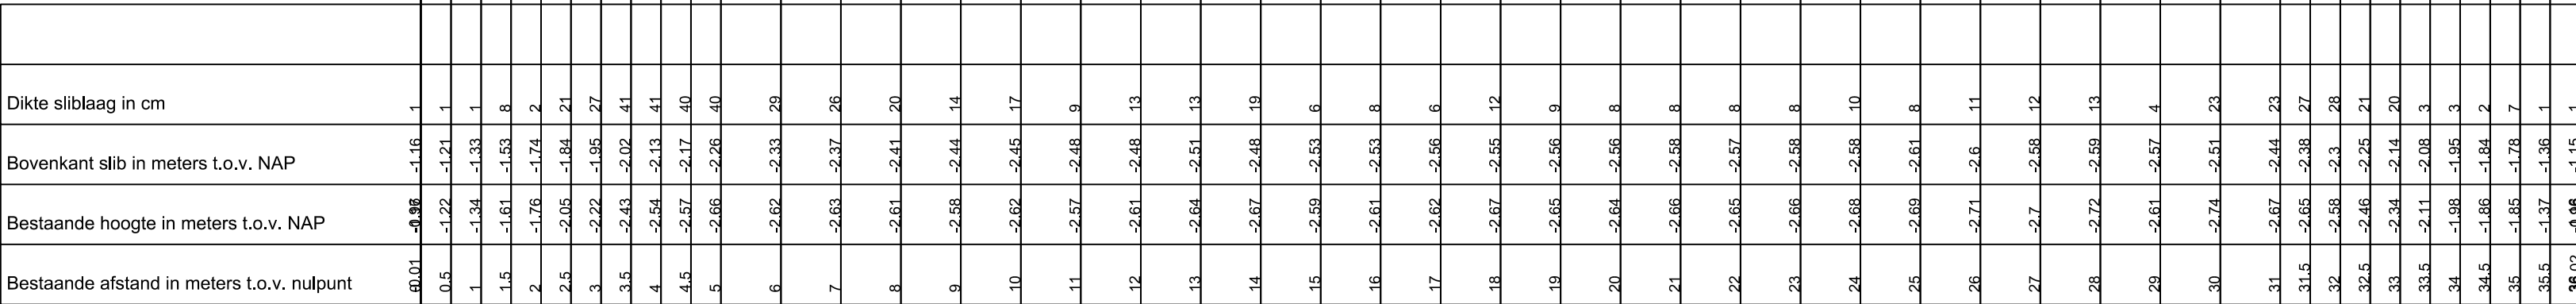 Dikte sliblaag in cm 1 1 1 8 2 21 27 41 41 40 40 29 26 20 14 17 9 13 13 19 6 8 6 12 9 8 8 8 8 10 8 11 12 13 4 23 23 27 28 21 20 3 3 2 7 1 1
Bovenkant slib in meters t.o.v. NAP -1.16 -1.21 -1.33 -1.53 -1.74 -1.84 -1.95 -2.02 -2.13 -2.17 -2.26 -2.33 -2.37 -2.41 -2.44 -2.45 -2.48 -2.48 -2.51 -2.48 -2.53 -2.53 -2.56 -2.55 -2.56 -2.56 -2.58 -2.57 -2.58 -2.58 -2.61 -2.6 -2.58 -2.59 -2.57 -2.51 -2.44 -2.38 -2.3 -2.25 -2.14 -2.08 -1.95 -1.84 -1.78 -1.36 -1.15
Bestaande hoogte in meters t.o.v. NAP -1.22 -1.34 -1.61 -1.76 -2.05 -2.22 -2.43 -2.54 -2.57 -2.66 -2.62 -2.63 -2.61 -2.58 -2.62 -2.57 -2.61 -2.64 -2.67 -2.59 -2.61 -2.62 -2.67 -2.65 -2.64 -2.66 -2.65 -2.66 -2.68 -2.69 -2.71 -2.7 -2.72 -2.61 -2.74 -2.67 -2.65 -2.58 -2.46 -2.34 -2.11 -1.98 -1.86 -1.85 -1.37
Bestaande afstand in meters t.o.v. nulpunt 0.5 1 1.5 2 2.5 3 3.5 4 4.5 5 6 7 8 9 10 11 12 13 14 15 16 17 18 19 20 21 22 23 24 25 26 27 28 29 30 31 31.5 32 32.5 33 33.5 34 34.5 35 35.5